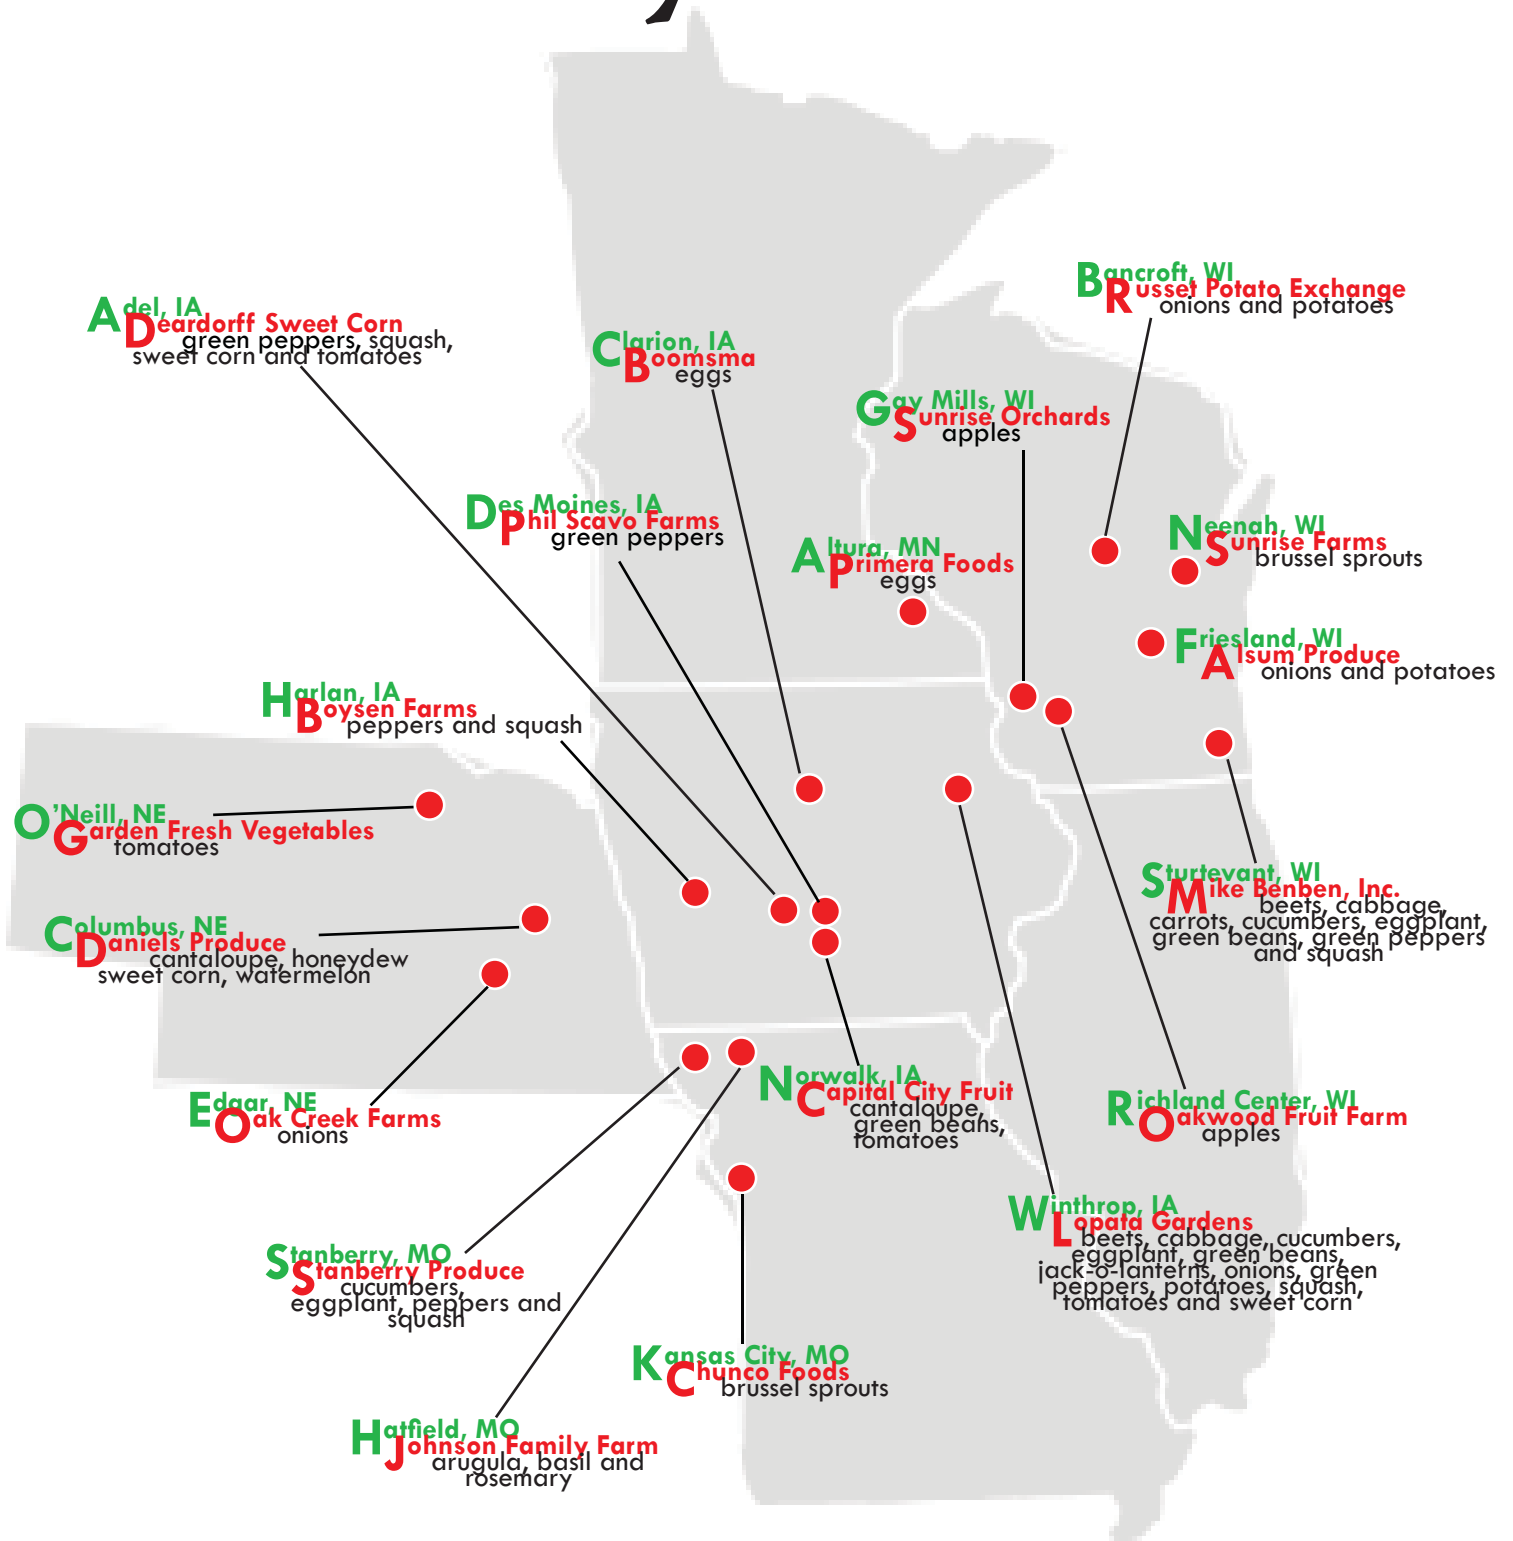 Bancroft, WI
Russet Potato Exchange
onions and potatoes
Adel, IA
Deardorff Sweet Corn
green peppers, squash,
sweet corn and tomatoes
Clarion, IA
Boomsma
eggs
Gay Mills, WI
Sunrise Orchards
apples
Des Moines, IA
Phil Scavo Farms
green peppers
Altura, MN
Primera Foods
eggs
Neenah, WI
Sunrise Farms
brussel sprouts
Friesland, WI
Alsum Produce
onions and potatoes
Harlan, IA
Boysen Farms
peppers and squash
O'Neill, NE
Garden Fresh Vegetables
tomatoes
Sturtevant, WI
Mike Benben, Inc.
beets, cabbage,
carrots, cucumbers, eggplant,
green beans, green peppers
and squash
Columbus, NE
Daniels Produce
cantaloupe, honeydew
sweet corn, watermelon
Edgar, NE
Oak Creek Farms
onions
Norwalk, IA
Capital City Fruit
cantaloupe,
green beans,
tomatoes
Richland Center, WI
Oakwood Fruit Farm
apples
Winthrop, IA
Lopata Gardens
beets, cabbage, cucumbers,
eggplant, green beans,
jack-o-lanterns, onions, green
peppers, potatoes, squash,
tomatoes and sweet corn
Stanberry, MO
Stanberry Produce
cucumbers,
eggplant, peppers and
squash
Kansas City, MO
Chunco Foods
brussel sprouts
Hatfield, MO
Johnson Family Farm
arugula, basil and
rosemary